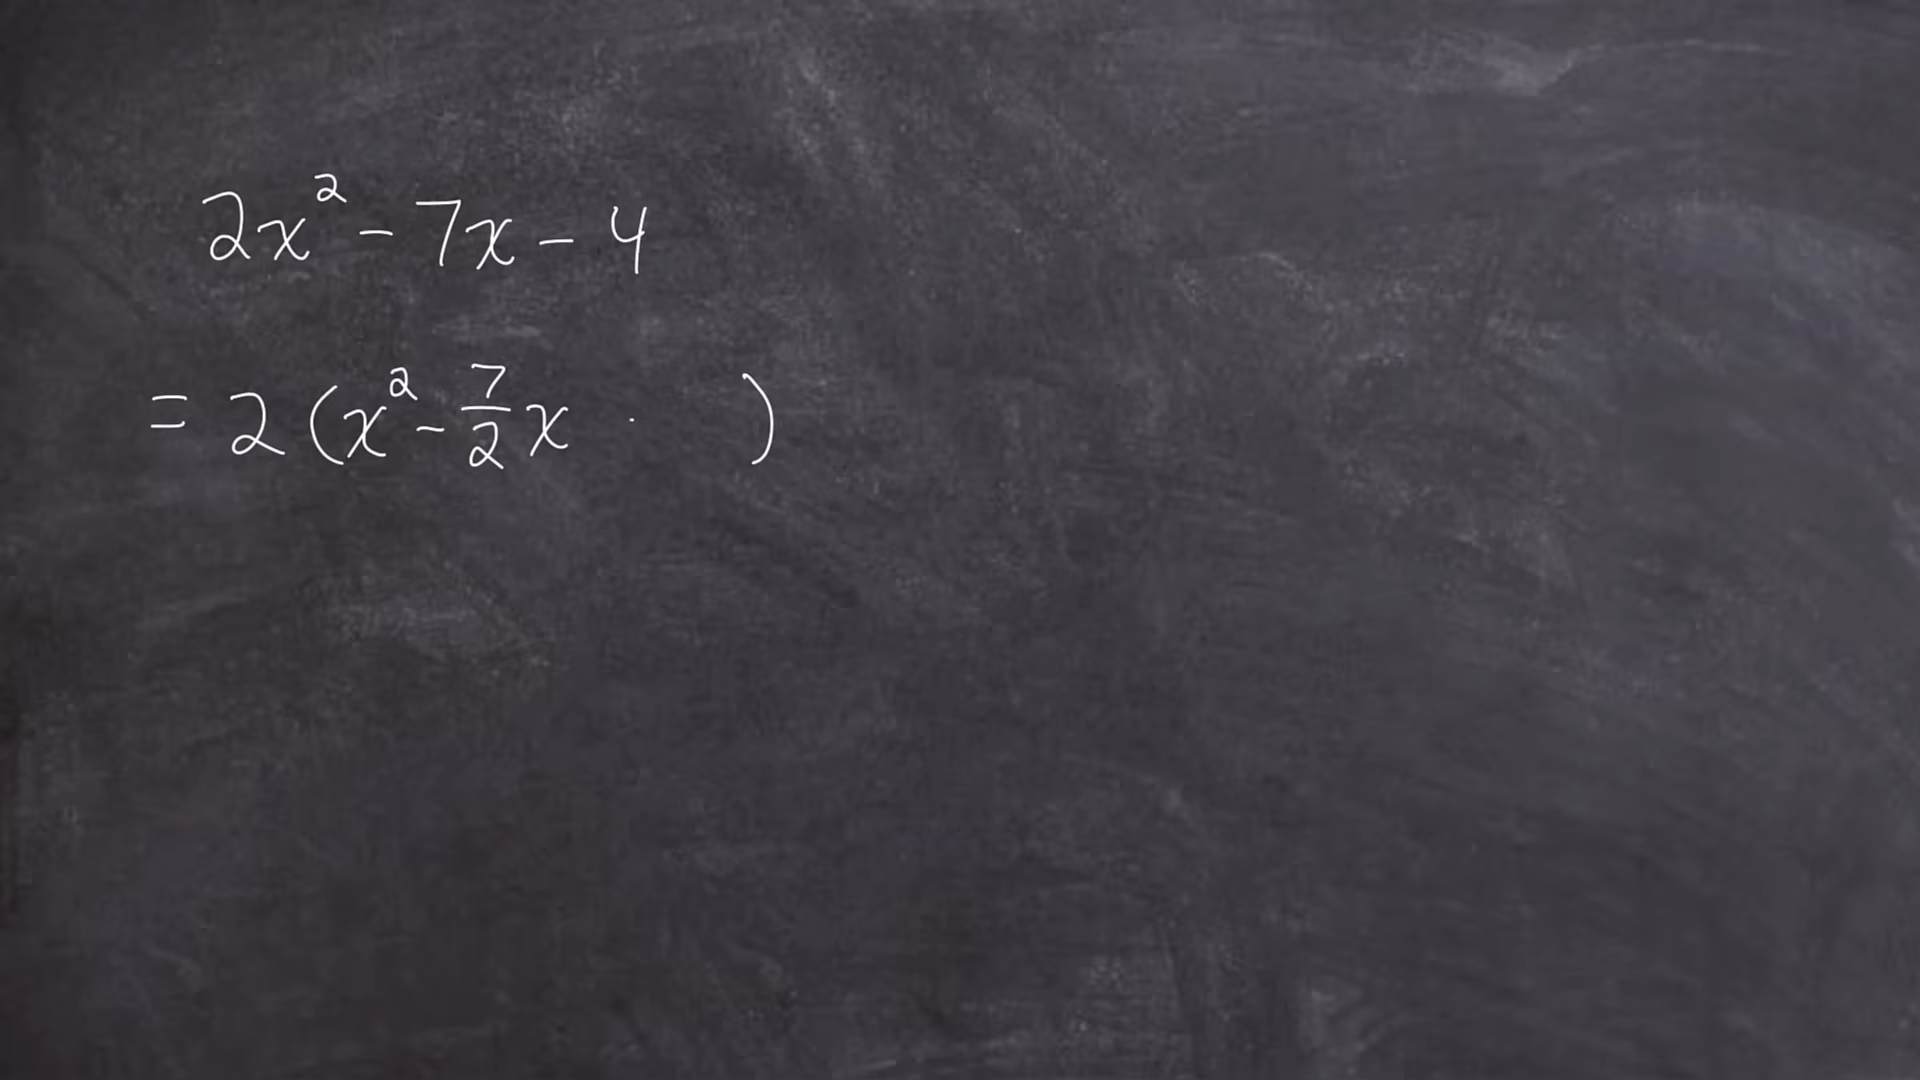 2x² - 7x - 4
= 2 (x² - 7/2 x · )